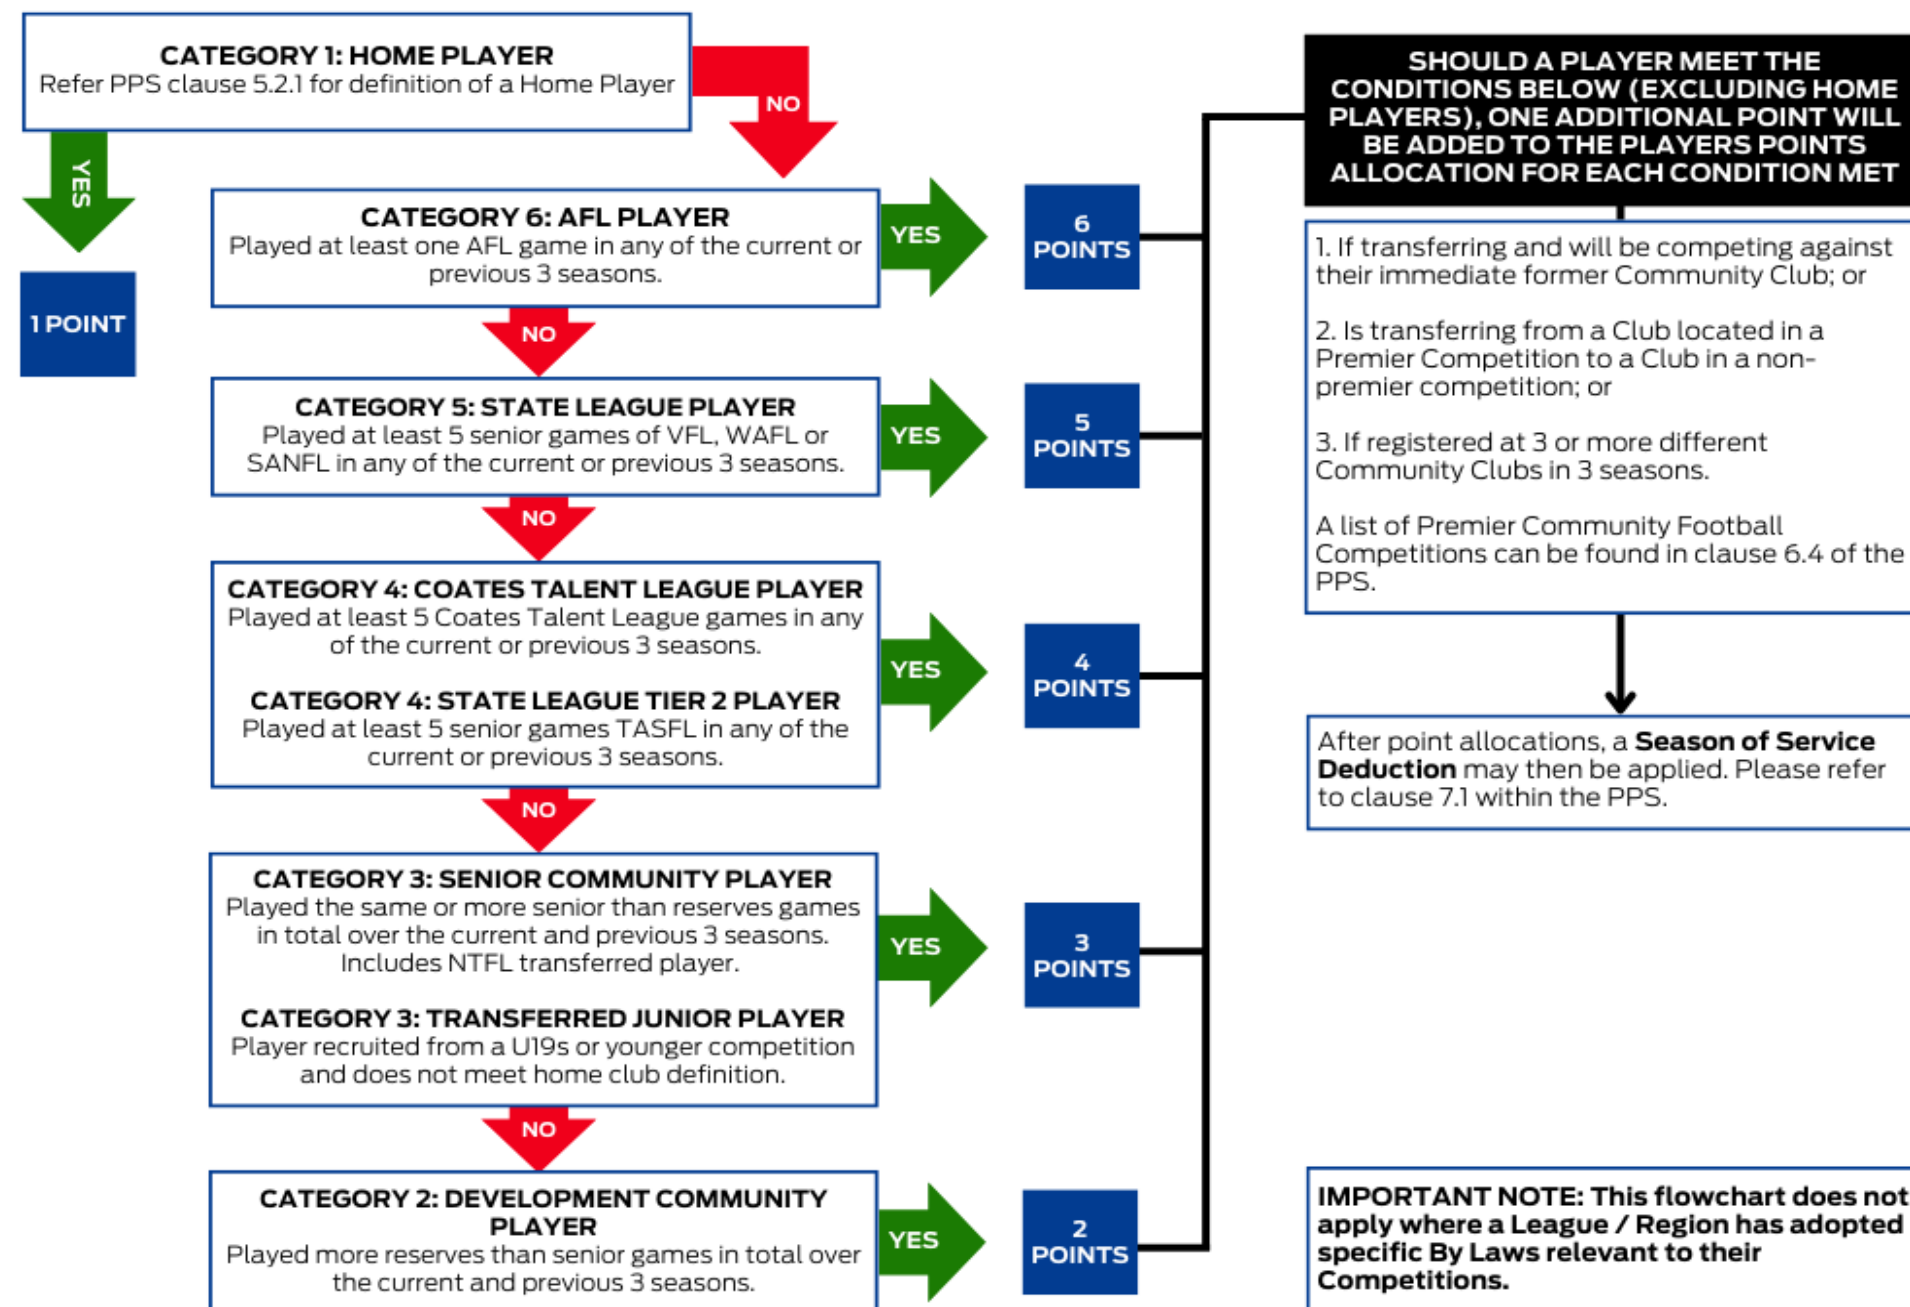 CATEGORY 1: HOME PLAYER
Refer PPS clause 5.2.1 for definition of a Home Player
NO
YES
1 POINT
CATEGORY 6: AFL PLAYER
Played at least one AFL game in any of the current or
previous 3 seasons.
YES
6
POINTS
NO
CATEGORY 5: STATE LEAGUE PLAYER
Played at least 5 senior games of VFL, WAFL or
SANFL in any of the current or previous 3 seasons.
YES
5
POINTS
NO
CATEGORY 4: COATES TALENT LEAGUE PLAYER
Played at least 5 Coates Talent League games in any
of the current or previous 3 seasons.
CATEGORY 4: STATE LEAGUE TIER 2 PLAYER
Played at least 5 senior games TASFL in any of the
current or previous 3 seasons.
YES
4
POINTS
NO
CATEGORY 3: SENIOR COMMUNITY PLAYER
Played the same or more senior than reserves games
in total over the current and previous 3 seasons.
Includes NTFL transferred player.
CATEGORY 3: TRANSFERRED JUNIOR PLAYER
Player recruited from a U19s or younger competition
and does not meet home club definition.
YES
3
POINTS
NO
CATEGORY 2: DEVELOPMENT COMMUNITY
PLAYER
Played more reserves than senior games in total over
the current and previous 3 seasons.
YES
2
POINTS
SHOULD A PLAYER MEET THE
CONDITIONS BELOW (EXCLUDING HOME
PLAYERS), ONE ADDITIONAL POINT WILL
BE ADDED TO THE PLAYERS POINTS
ALLOCATION FOR EACH CONDITION MET
1. If transferring and will be competing against
their immediate former Community Club; or
2. Is transferring from a Club located in a
Premier Competition to a Club in a non-
premier competition; or
3. If registered at 3 or more different
Community Clubs in 3 seasons.
A list of Premier Community Football
Competitions can be found in clause 6.4 of the
PPS.
After point allocations, a Season of Service
Deduction may then be applied. Please refer
to clause 7.1 within the PPS.
IMPORTANT NOTE: This flowchart does not
apply where a League / Region has adopted
specific By Laws relevant to their
Competitions.